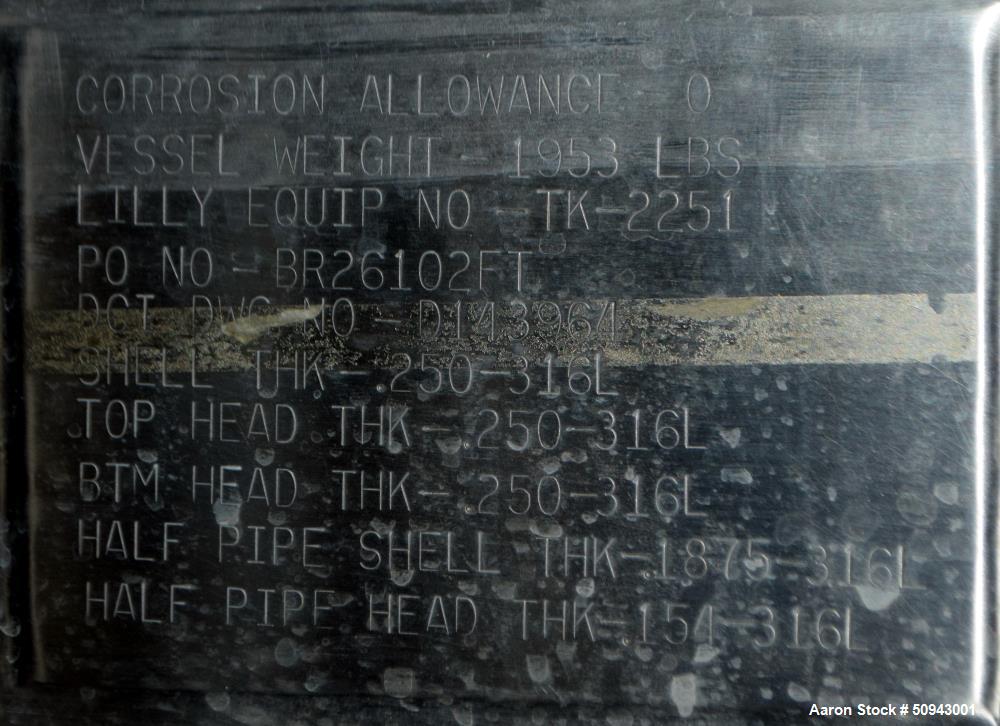 CORROSION ALLOWANCE 0
VESSEL WEIGHT - 1953 LBS
LILLY EQUIP NO - TK-2251
PO NO - BR26102FT
DCT DWG NO - D143964
SHELL THK- .250-316L
TOP HEAD THK- .250-316L
BTM HEAD THK- .250-316L
HALF PIPE SHELL THK-.1875-316L
HALF PIPE HEAD THK-.154-316L
Aaron Stock # 50943001